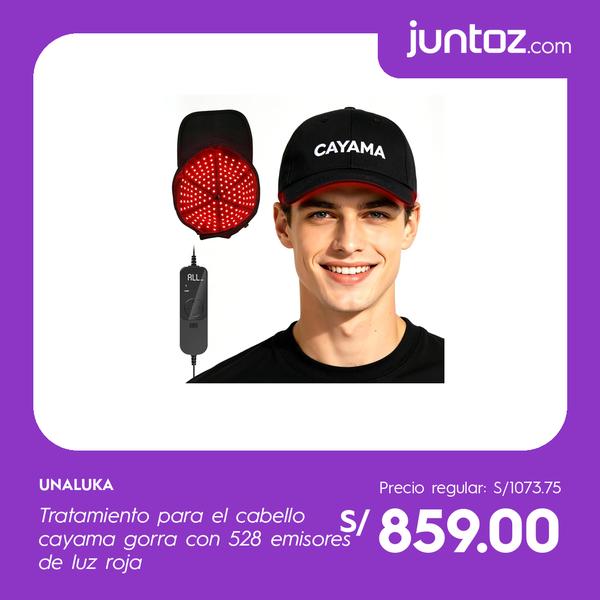 juntoz.com
CAYAMA
ALL
UNALUKA
Precio regular: S/1073.75
Tratamiento para el cabello
cayama gorra con 528 emisores
de luz roja
S/ 859.00